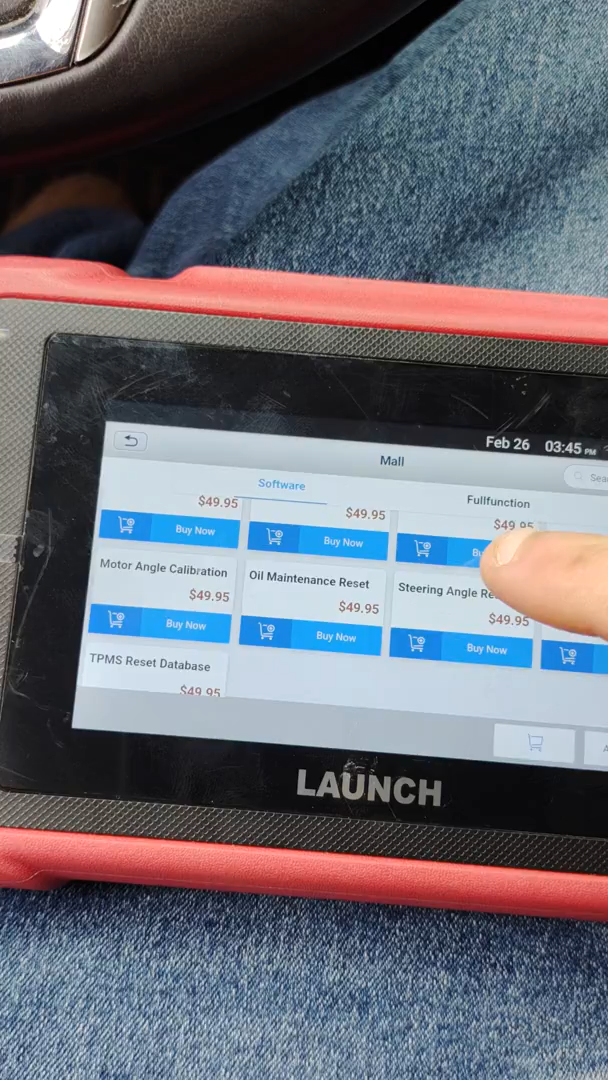 Feb 26 03:45 PM
Mall
Sea
Software
Fullfunction
$49.95
$49.95
$49.95
Buy Now
Buy Now
Bu
Motor Angle Calibration
Oil Maintenance Reset
Steering Angle Re
$49.95
$49.95
$49.95
Buy Now
Buy Now
Buy Now
TPMS Reset Database
$49.95
A
LAUNCH